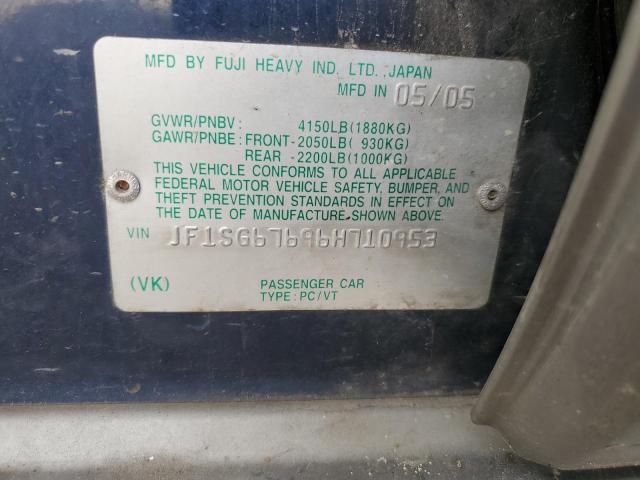 MFD BY FUJI HEAVY IND. LTD. JAPAN
MFD IN 05/05
GVWR/PNBV: 4150LB(1880KG)
GAWR/PNBE: FRONT-2050LB( 930KG)
REAR -2200LB(1000KG)
THIS VEHICLE CONFORMS TO ALL APPLICABLE
FEDERAL MOTOR VEHICLE SAFETY, BUMPER, AND
THEFT PREVENTION STANDARDS IN EFFECT ON
DATE OF MANUFACTURE SHOWN ABOVE.
VIN JF1SG67696H710953
(VK) PASSENGER CAR
TYPE: PC/VT